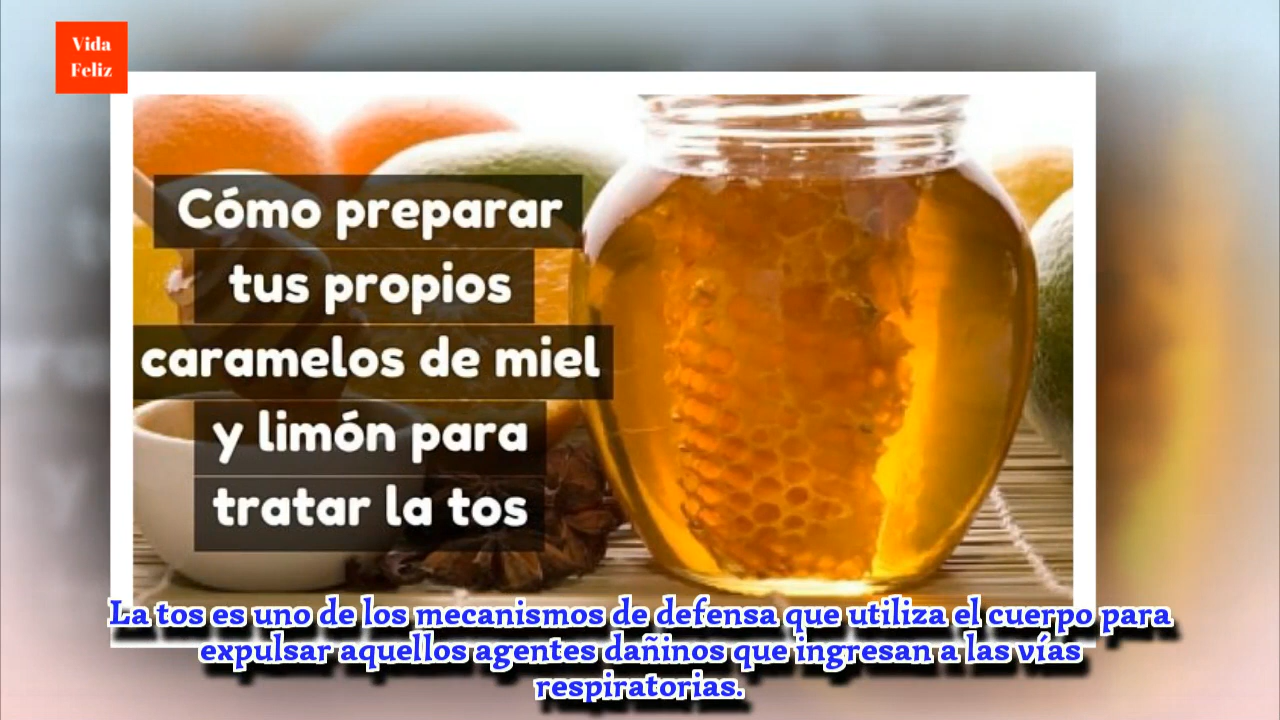 Vida
Feliz
Cómo preparar
tus propios
caramelos de miel
y limón para
tratar la tos
La tos es uno de los mecanismos de defensa que utiliza el cuerpo para
expulsar aquellos agentes dañinos que ingresan a las vías
respiratorias.